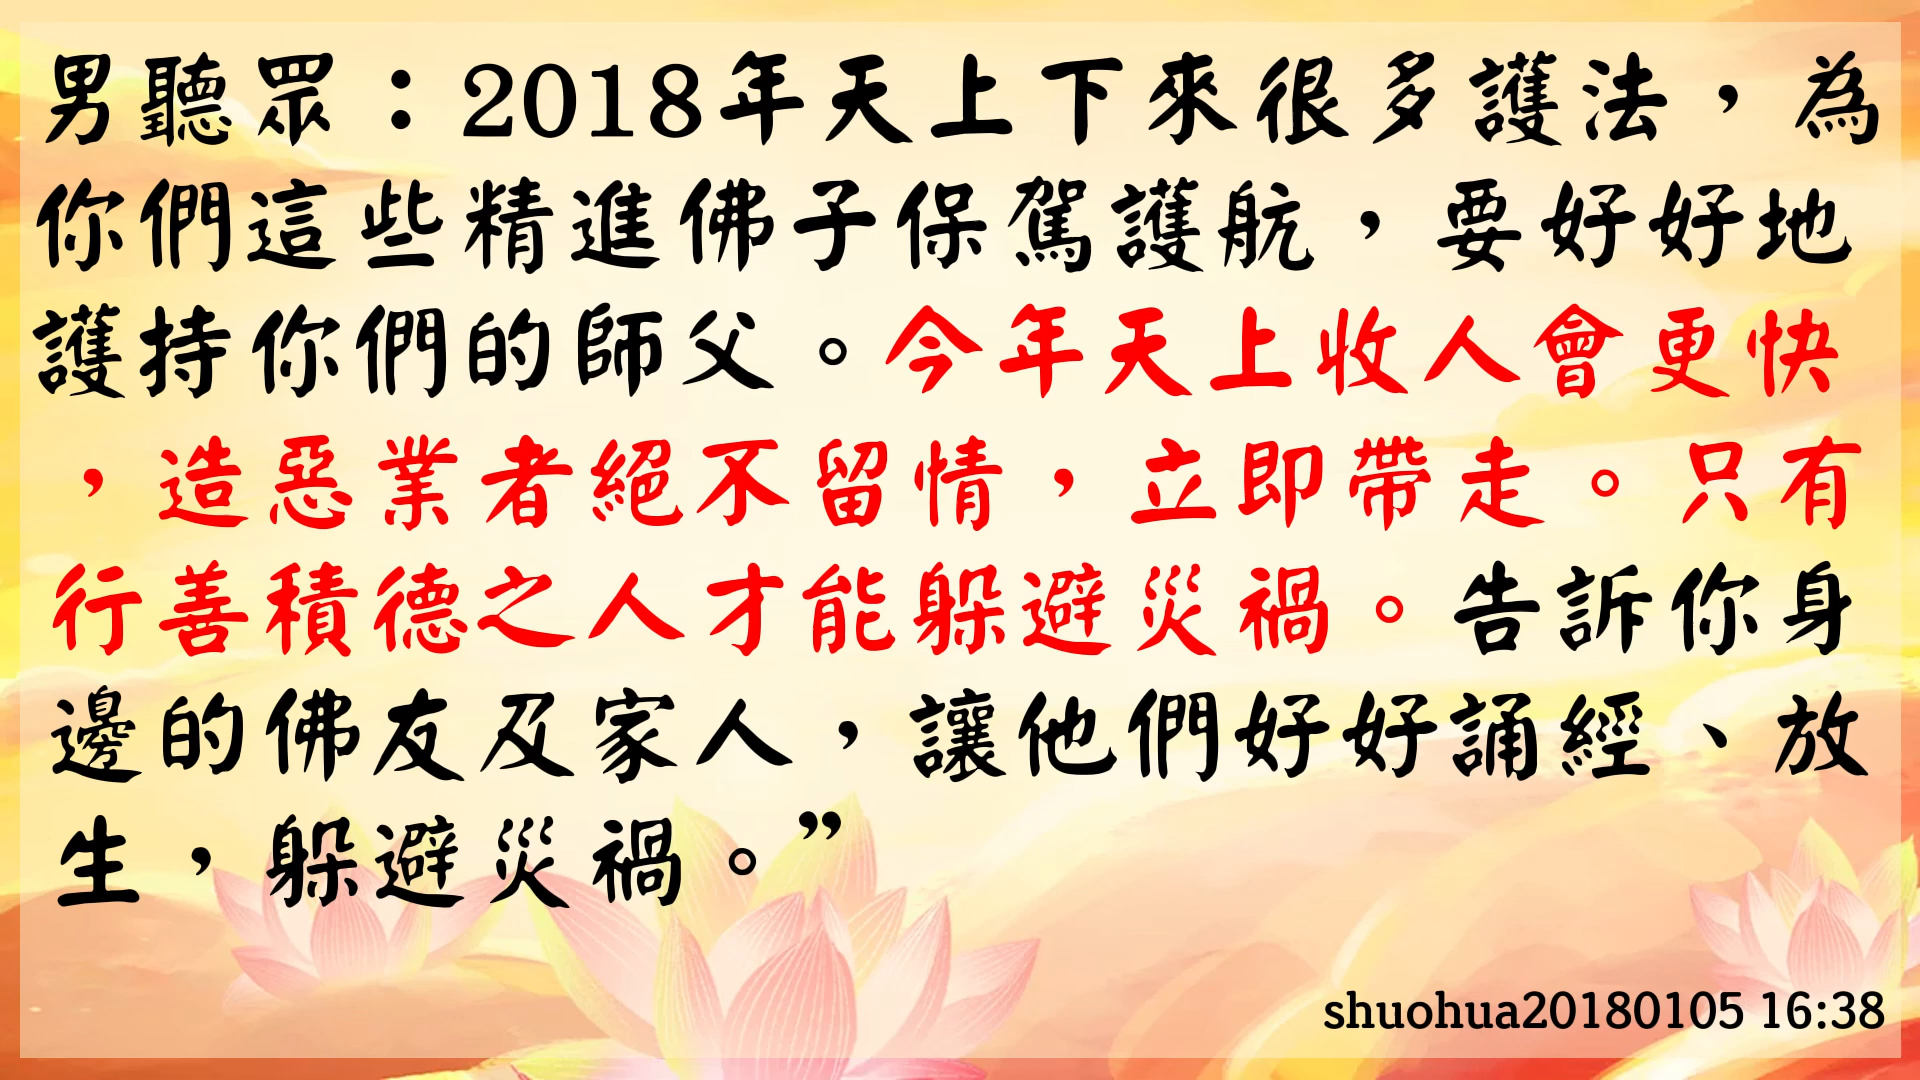 男聽眾：2018年天上下來很多護法，為
你們這些精進佛子保駕護航，要好好地
護持你們的師父。今年天上收人會更快
，造惡業者絕不留情，立即帶走。只有
行善積德之人才能躲避災禍。告訴你身
邊的佛友及家人，讓他們好好誦經、放
生，躲避災禍。”
shuohua20180105 16:38